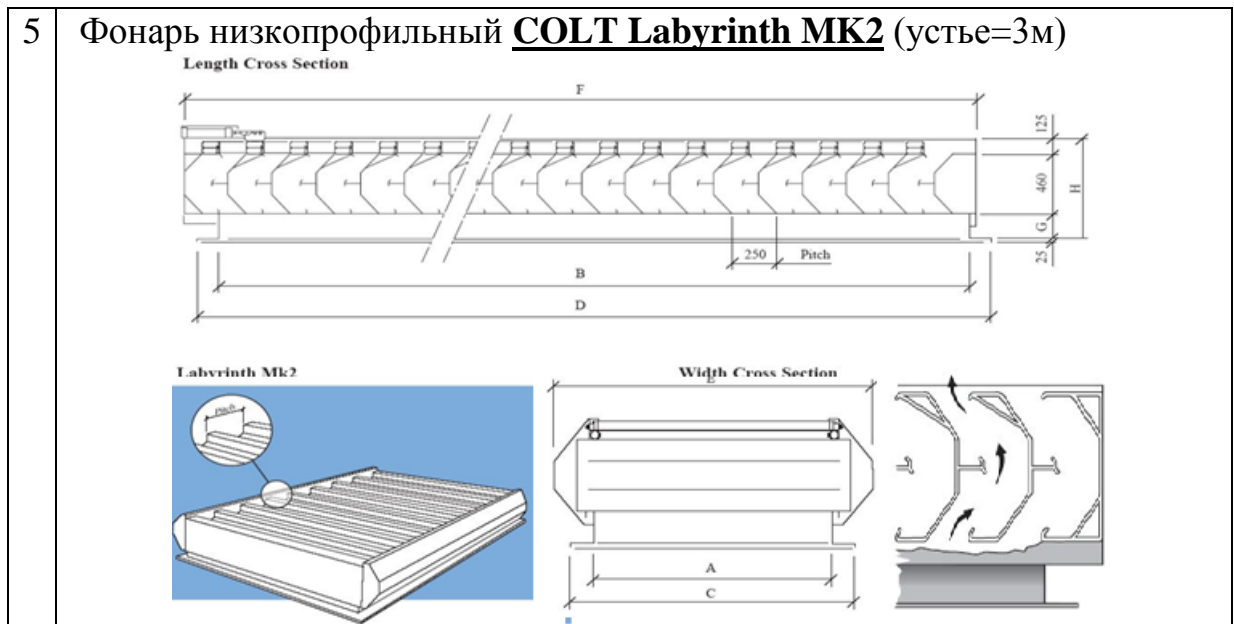 5 Фонарь низкопрофильный COLT Labyrinth MK2 (устье=3м)
Length Cross Section
F
125
460
H
G
25
250 Pitch
B
D
Labyrinth Mk2
Pitch
Width Cross Section
E
A
C